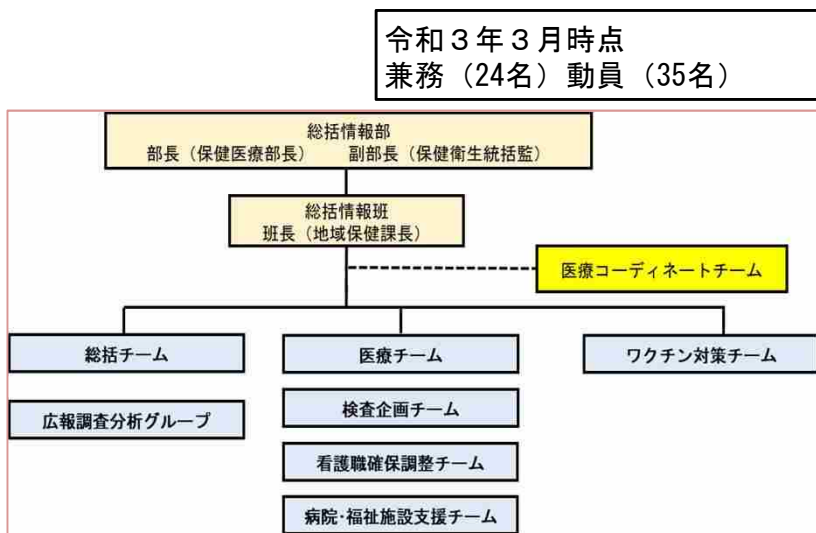 令和３年３月時点
兼務（24名）動員（35名）
総括情報部
部長（保健医療部長）　　副部長（保健衛生統括監）
総括情報班
班長（地域保健課長）
医療コーディネートチーム
総括チーム
医療チーム
ワクチン対策チーム
広報調査分析グループ
検査企画チーム
看護職確保調整チーム
病院・福祉施設支援チーム